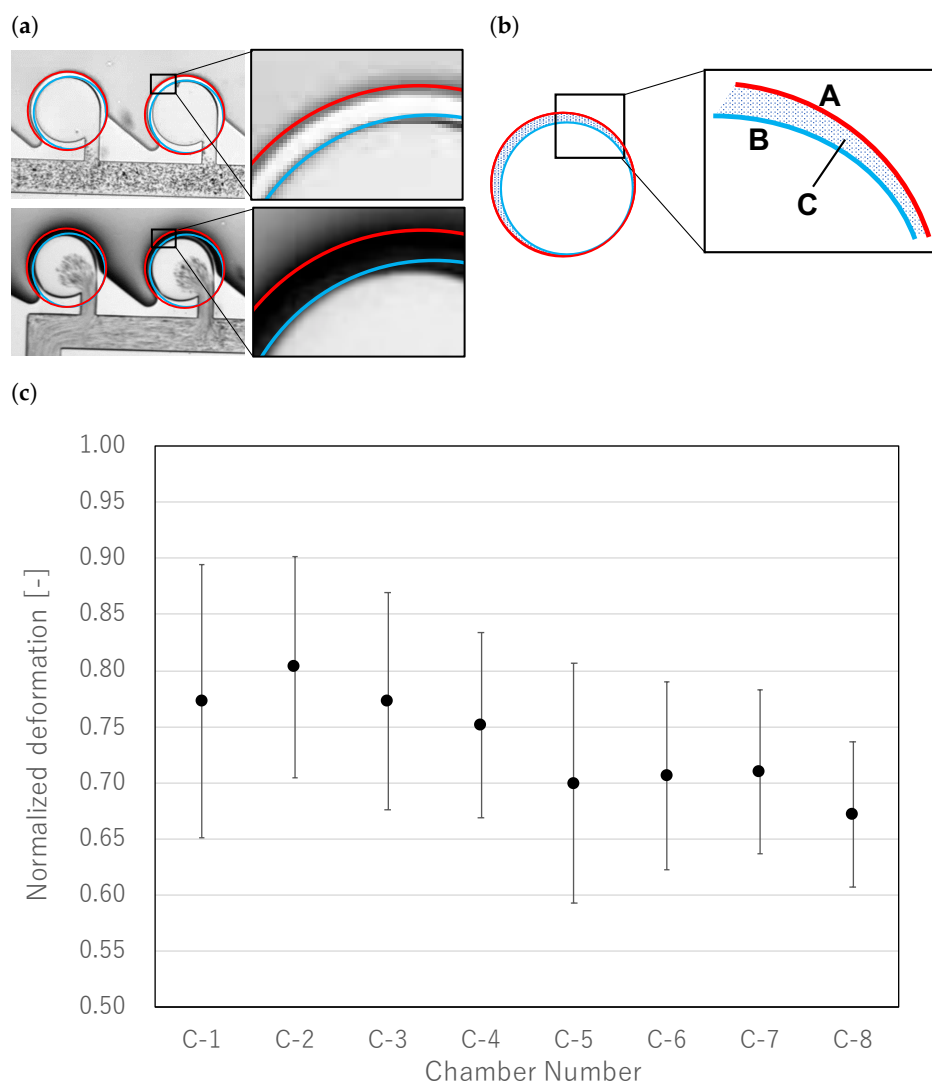 (a)
(b)
A
B
C
(c)
Normalized deformation [-]
1.00
0.95
0.90
0.85
0.80
0.75
0.70
0.65
0.60
0.55
0.50
C-1 C-2 C-3 C-4 C-5 C-6 C-7 C-8
Chamber Number